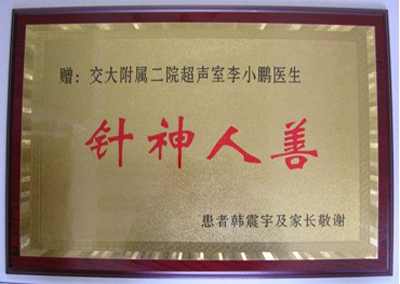 赠：交大附属二院超声室李小鹏医生
针神人善
患者韩震宇及家长敬谢